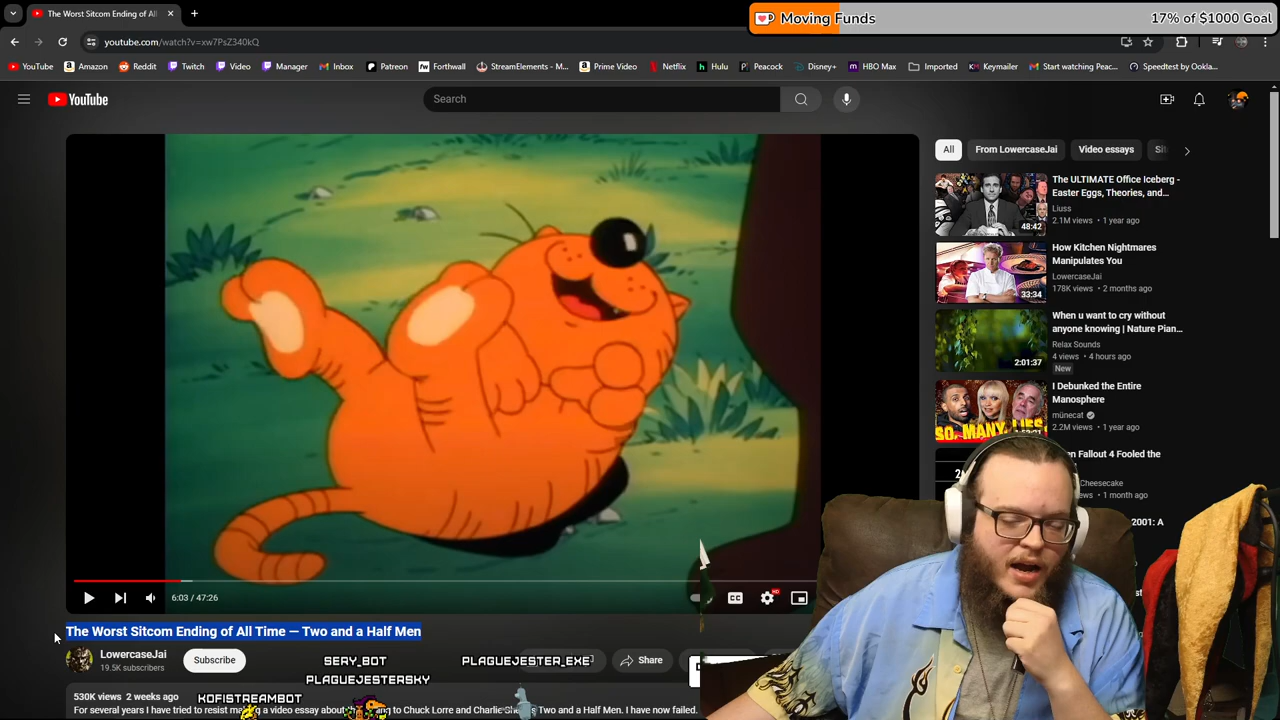 The Worst Sitcom Ending of All
Moving Funds
17% of $1000 Goal
youtube.com/watch?v=xw7PsZ340kQ
YouTube
Amazon
Reddit
Twitch
Video
Manager
Inbox
Patreon
Forthwall
StreamElements - M...
Prime Video
Netflix
Hulu
Peacock
Disney+
HBO Max
Imported
Keymailer
Start watching Peac...
Speedtest by Ookla...
YouTube
Search
All
From LowercaseJai
Video essays
The ULTIMATE Office Iceberg -
Easter Eggs, Theories, and...
Liuss
2.1M views • 1 year ago
48:42
How Kitchen Nightmares
Manipulates You
LowercaseJai
178K views • 2 months ago
33:34
When u want to cry without
anyone knowing | Nature Pian...
Relax Sounds
4 views • 4 hours ago
2:01:37
New
I Debunked the Entire
Manosphere
münecat
2.2M views • 1 year ago
SO, MANY, LIES
Fallout 4 Fooled the
Cheesecake
1 month ago
2001: A
6:03 / 47:26
CC
HD
The Worst Sitcom Ending of All Time — Two and a Half Men
LowercaseJai
19.5K subscribers
Subscribe
SERY_BOT
PLAGUEJESTER_EXE
Share
PLAGUEJESTERSKY
KOFISTREAMBOT
530K views 2 weeks ago
For several years I have tried to resist
a video essay about
to Chuck Lorre and Charlie
Two and a Half Men. I have now failed.